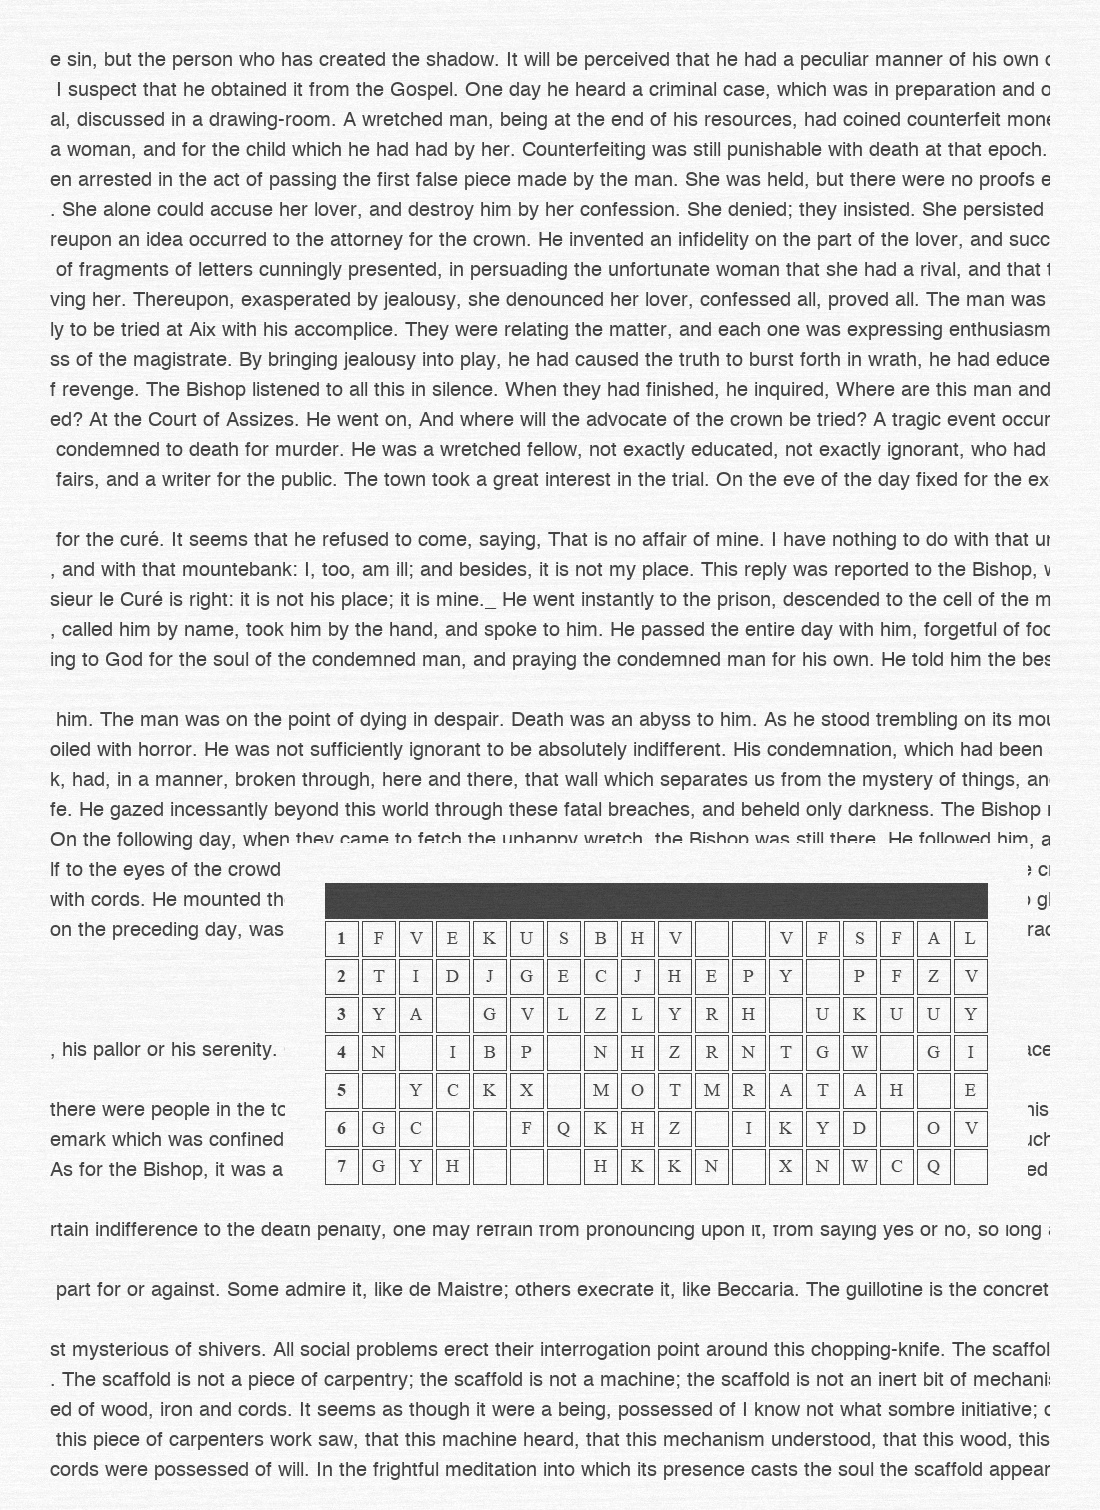 e sin, but the person who has created the shadow. It will be perceived that he had a peculiar manner of his own
I suspect that he obtained it from the Gospel. One day he heard a criminal case, which was in preparation and
al, discussed in a drawing-room. A wretched man, being at the end of his resources, had coined counterfeit
a woman, and for the child which he had had by her. Counterfeiting was still punishable with death at that epoch.
en arrested in the act of passing the first false piece made by the man. She was held, but there were no proofs
. She alone could accuse her lover, and destroy him by her confession. She denied; they insisted. She persisted
reupon an idea occurred to the attorney for the crown. He invented an infidelity on the part of the lover, and succ
of fragments of letters cunningly presented, in persuading the unfortunate woman that she had a rival, and that
ving her. Thereupon, exasperated by jealousy, she denounced her lover, confessed all, proved all. The man was
ly to be tried at Aix with his accomplice. They were relating the matter, and each one was expressing enthusiasm
ss of the magistrate. By bringing jealousy into play, he had caused the truth to burst forth in wrath, he had educe
f revenge. The Bishop listened to all this in silence. When they had finished, he inquired, Where are this man and
ed? At the Court of Assizes. He went on, And where will the advocate of the crown be tried? A tragic event occur
condemned to death for murder. He was a wretched fellow, not exactly educated, not exactly ignorant, who had
fairs, and a writer for the public. The town took a great interest in the trial. On the eve of the day fixed for the ex
for the curé. It seems that he refused to come, saying, That is no affair of mine. I have nothing to do with that
, and with that mountebank: I, too, am ill; and besides, it is not my place. This reply was reported to the Bishop,
sieur le Curé is right: it is not his place; it is mine._ He went instantly to the prison, descended to the cell of the m
, called him by name, took him by the hand, and spoke to him. He passed the entire day with him, forgetful of
ing to God for the soul of the condemned man, and praying the condemned man for his own. He told him the bes
him. The man was on the point of dying in despair. Death was an abyss to him. As he stood trembling on its
oiled with horror. He was not sufficiently ignorant to be absolutely indifferent. His condemnation, which had been
k, had, in a manner, broken through, here and there, that wall which separates us from the mystery of things,
fe. He gazed incessantly beyond this world through these fatal breaches, and beheld only darkness. The Bishop
On the following day, when they came to fetch the unhappy wretch, the Bishop was still there. He followed him, a
lf to the eyes of the crowd
with cords. He mounted th
on the preceding day, was
1 F V E K U S B H V V F S F A L
2 T I D J G E C J H E P Y P F Z V
3 Y A G V L Z L Y R H U K U U Y
, his pallor or his serenity.
4 N I B P N H Z R N T G W G I
5 Y C K X M O T M R A T A H E
there were people in the to
6 G C F Q K H Z I K Y D O V
emark which was confined
7 G Y H H K K N X N W C Q
As for the Bishop, it was a ed
rtain indifference to the death penalty, one may refrain from pronouncing upon it, from saying yes or no, so long
part for or against. Some admire it, like de Maistre; others execrate it, like Beccaria. The guillotine is the concret
st mysterious of shivers. All social problems erect their interrogation point around this chopping-knife. The scaffol
. The scaffold is not a piece of carpentry; the scaffold is not a machine; the scaffold is not an inert bit of mechani
ed of wood, iron and cords. It seems as though it were a being, possessed of I know not what sombre initiative;
this piece of carpenters work saw, that this machine heard, that this mechanism understood, that this wood, this
cords were possessed of will. In the frightful meditation into which its presence casts the soul the scaffold appear